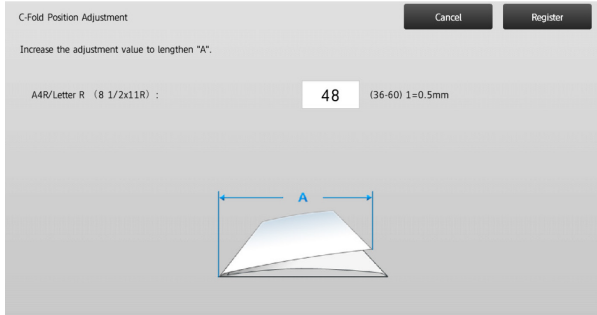 C-Fold Position Adjustment
Cancel
Register
Increase the adjustment value to lengthen "A".
A4R/Letter R （8 1/2x11R）:
48
(36-60) 1=0.5mm
A